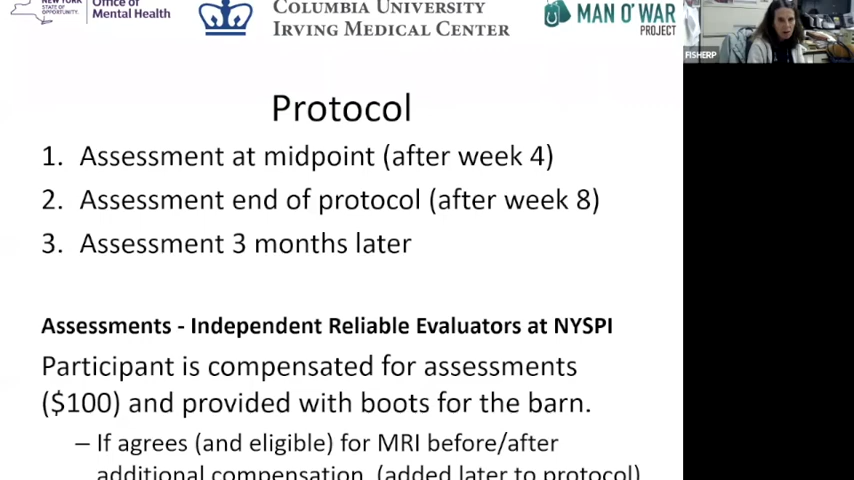 NEW YORK
STATE OF
OPPORTUNITY.
Office of
Mental Health
COLUMBIA UNIVERSITY
IRVING MEDICAL CENTER
MAN O' WAR
PROJECT
FISHERP
Protocol
1. Assessment at midpoint (after week 4)
2. Assessment end of protocol (after week 8)
3. Assessment 3 months later
Assessments - Independent Reliable Evaluators at NYSPI
Participant is compensated for assessments
($100) and provided with boots for the barn.
– If agrees (and eligible) for MRI before/after
additional compensation (added later to protocol)